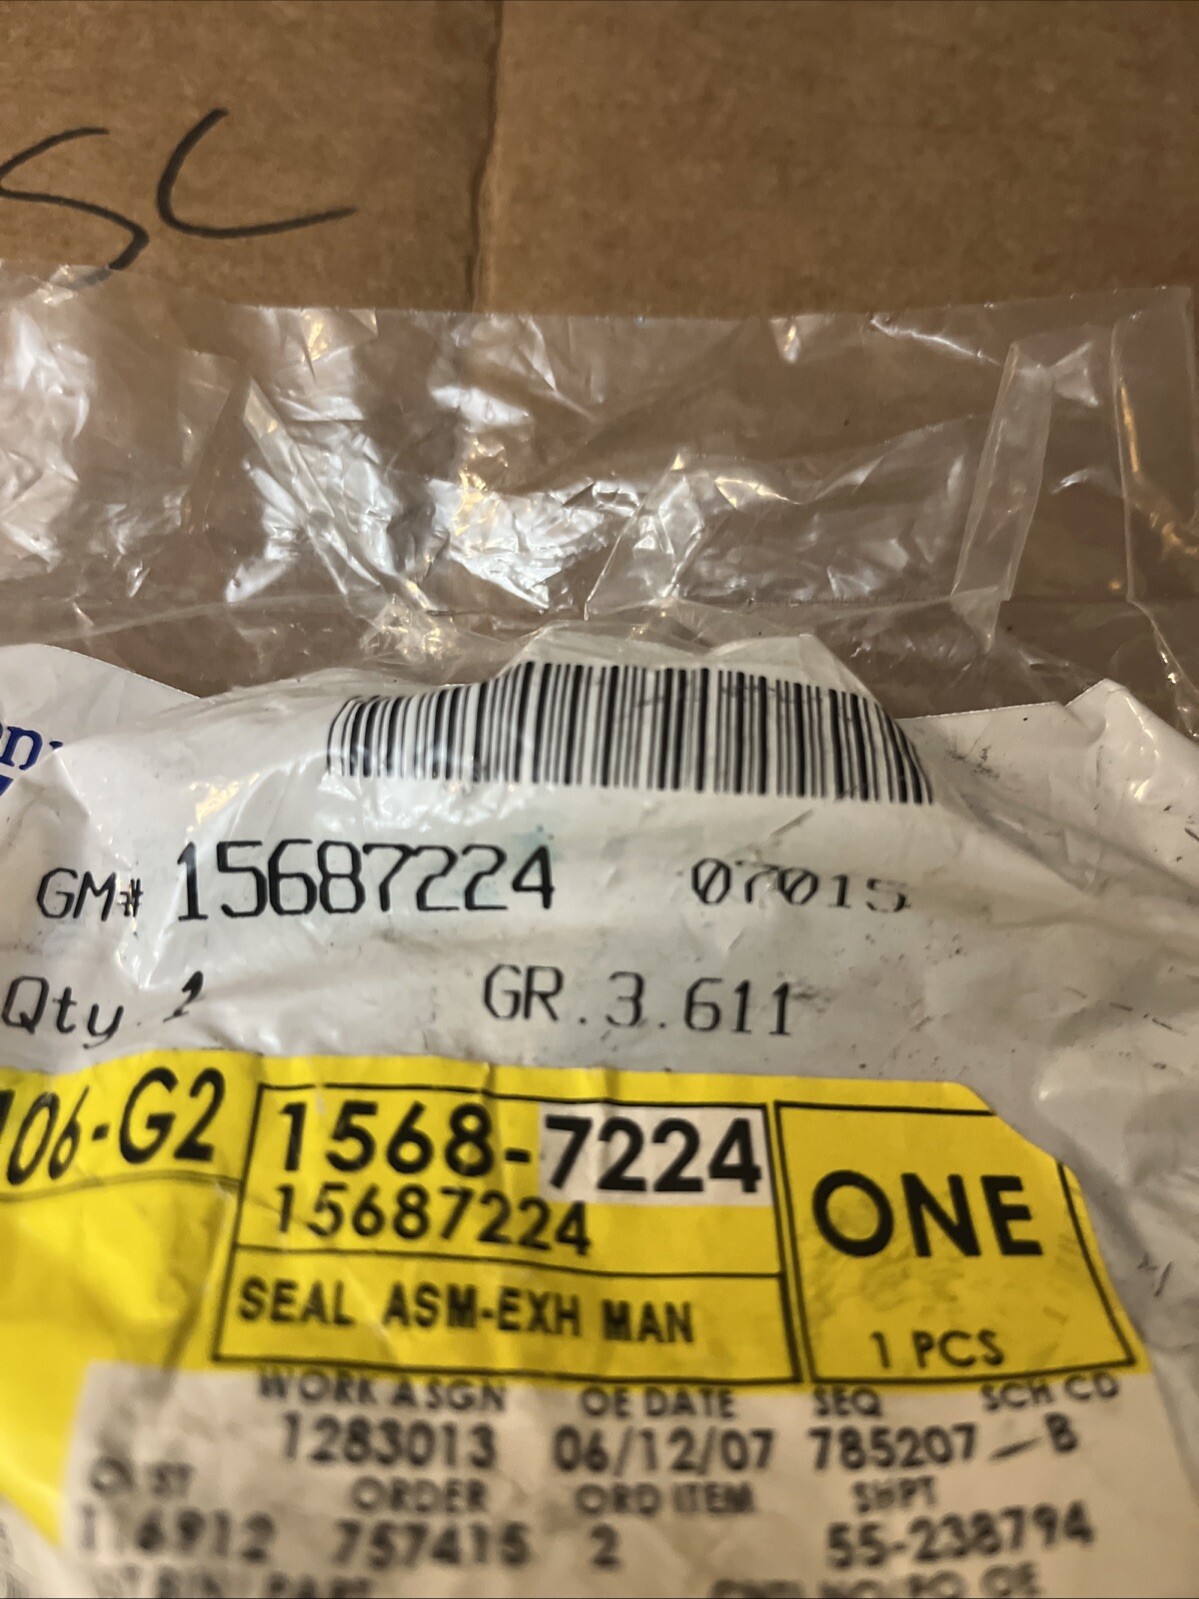 SC
GM# 15687224 07015
Qty. 1 GR.3.611
106-G2
1568-7224
15687224
ONE
SEAL ASM-EXH MAN
1 PCS
WORK ASGN OE DATE SEQ SCH CD
1283013 06/12/07 785207 — B
ORDER ORD ITEM SHPT
757415 2 55-238794